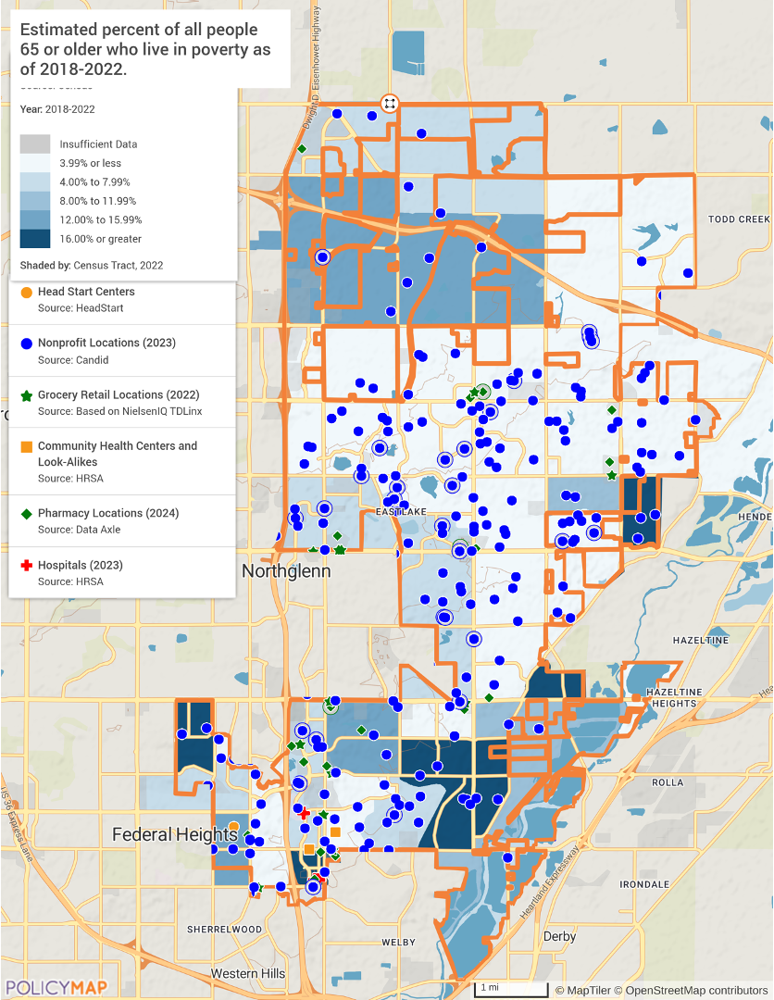 Estimated percent of all people
65 or older who live in poverty as
of 2018-2022.
Year: 2018-2022
Insufficient Data
3.99% or less
4.00% to 7.99%
8.00% to 11.99%
12.00% to 15.99%
16.00% or greater
Shaded by: Census Tract, 2022
Head Start Centers
Source: HeadStart
Nonprofit Locations (2023)
Source: Candid
Grocery Retail Locations (2022)
Source: Based on NielsenIQ TDLinx
Community Health Centers and
Look-Alikes
Source: HRSA
Pharmacy Locations (2024)
Source: Data Axle
Hospitals (2023)
Source: HRSA
Dwight D. Eisenhower Highway
TODD CREEK
EASTLAKE
HENDE
Northglenn
HAZELTINE
HAZELTINE
HEIGHTS
Hea
ROLLA
US 36 Express Lane
Federal Heights
Heartland Expressway
IRONDALE
SHERRELWOOD
WELBY
Derby
Western Hills
POLICYMAP
1 mi
© MapTiler © OpenStreetMap contributors